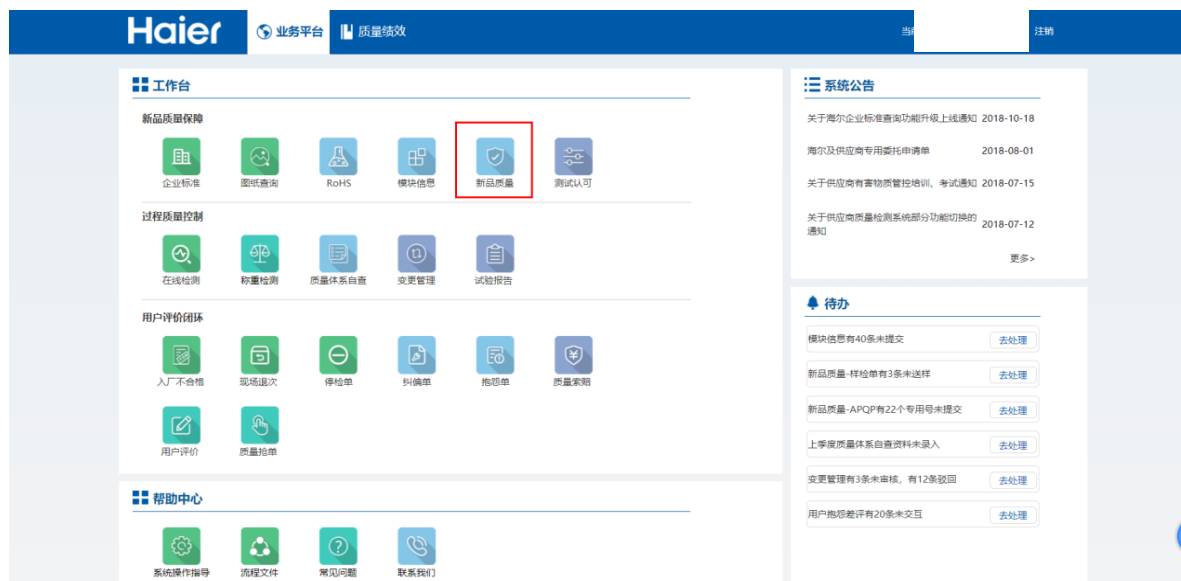 Haier 业务平台 质量绩效 注销
工作台
新品质量保障
企业标准 图纸查询 RoHS 模块信息 新品质量 测试认可
过程质量控制
在线检测 称重检测 质量体系自查 变更管理 试验报告
用户评价闭环
入厂不合格 现场退次 停检单 纠偏单 抱怨单 质量索赔
用户评价 质量抢单
帮助中心
系统操作指导 流程文件 常见问题 联系我们
系统公告
关于海尔企业标准查询功能升级上线通知 2018-10-18
海尔及供应商专用委托申请单 2018-08-01
关于供应商有害物质管控培训、考试通知 2018-07-15
关于供应商质量检测系统部分功能切换的
通知 2018-07-12
更多>
待办
模块信息有40条未提交 去处理
新品质量-样检单有3条未送样 去处理
新品质量-APQP有22个专用号未提交 去处理
上季度质量体系自查资料未录入 去处理
变更管理有3条未审核，有12条驳回 去处理
用户抱怨差评有20条未交互 去处理